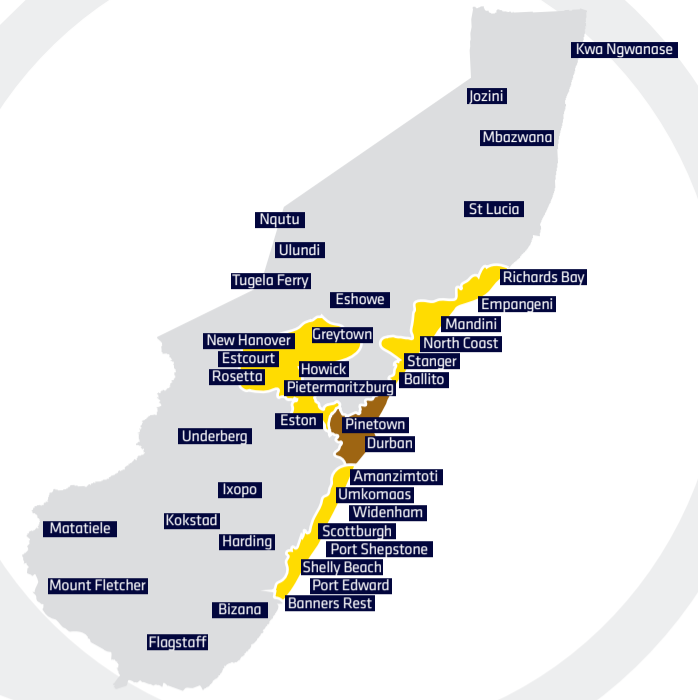 Kwa Ngwanase
Jozini
Mbazwana
St Lucia
Nqutu
Ulundi
Tugela Ferry
Richards Bay
Eshowe
Empangeni
Mandini
Greytown
New Hanover
North Coast
Estcourt
Stanger
Howick
Rosetta
Ballito
Pietermaritzburg
Eston
Pinetown
Underberg
Durban
Amanzimtoti
Ixopo
Umkomaas
Widenham
Kokstad
Matatiele
Scottburgh
Harding
Port Shepstone
Shelly Beach
Mount Fletcher
Port Edward
Banners Rest
Bizana
Flagstaff